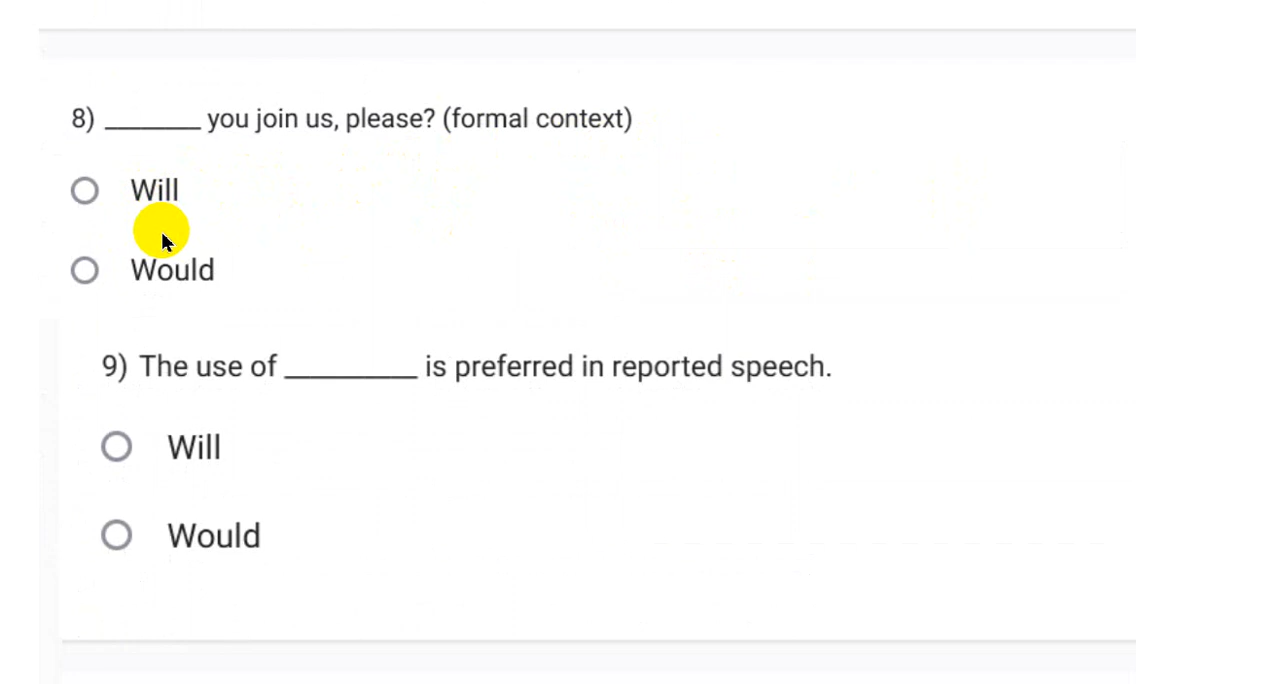 8) _______ you join us, please? (formal context)
Will
Would
9) The use of _________ is preferred in reported speech.
Will
Would